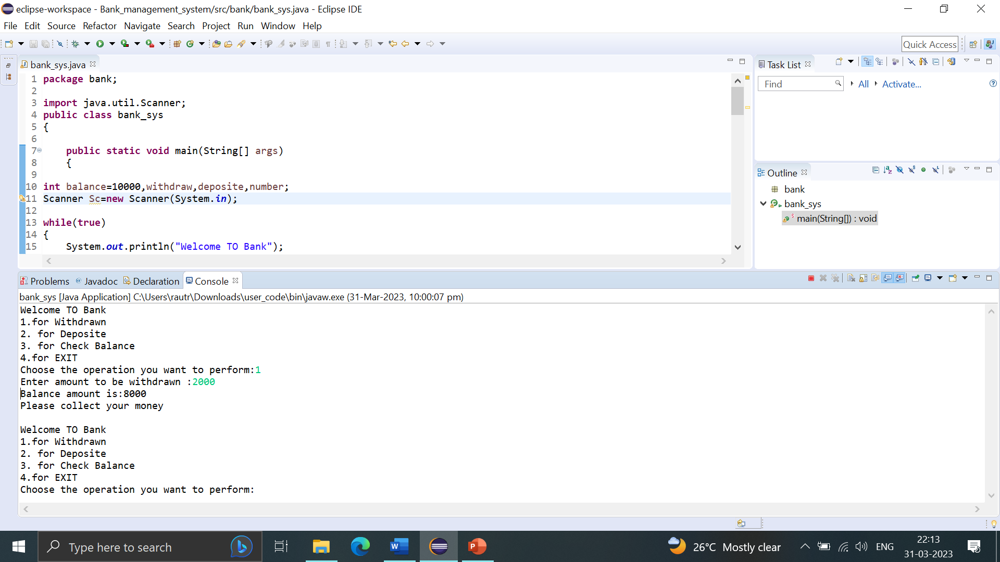 eclipse-workspace - Bank_management_system/src/bank/bank_sys.java - Eclipse IDE
File Edit Source Refactor Navigate Search Project Run Window Help
Quick Access
bank_sys.java
1 package bank;
2
3 import java.util.Scanner;
4 public class bank_sys
5 {
6
7 public static void main(String[] args)
8 {
9
10 int balance=10000,withdraw,deposite,number;
11 Scanner Sc=new Scanner(System.in);
12
13 while(true)
14 {
15 System.out.println("Welcome TO Bank");
Task List
Find All Activate...
Outline
bank
bank_sys
main(String[]) : void
Problems @ Javadoc Declaration Console
bank_sys [Java Application] C:\Users\rautr\Downloads\user_code\bin\javaw.exe (31-Mar-2023, 10:00:07 pm)
Welcome TO Bank
1.for Withdrawn
2. for Deposite
3. for Check Balance
4.for EXIT
Choose the operation you want to perform:1
Enter amount to be withdrawn :2000
Balance amount is:8000
Please collect your money
Welcome TO Bank
1.for Withdrawn
2. for Deposite
3. for Check Balance
4.for EXIT
Choose the operation you want to perform:
Type here to search
26°C Mostly clear
ENG
22:13
31-03-2023